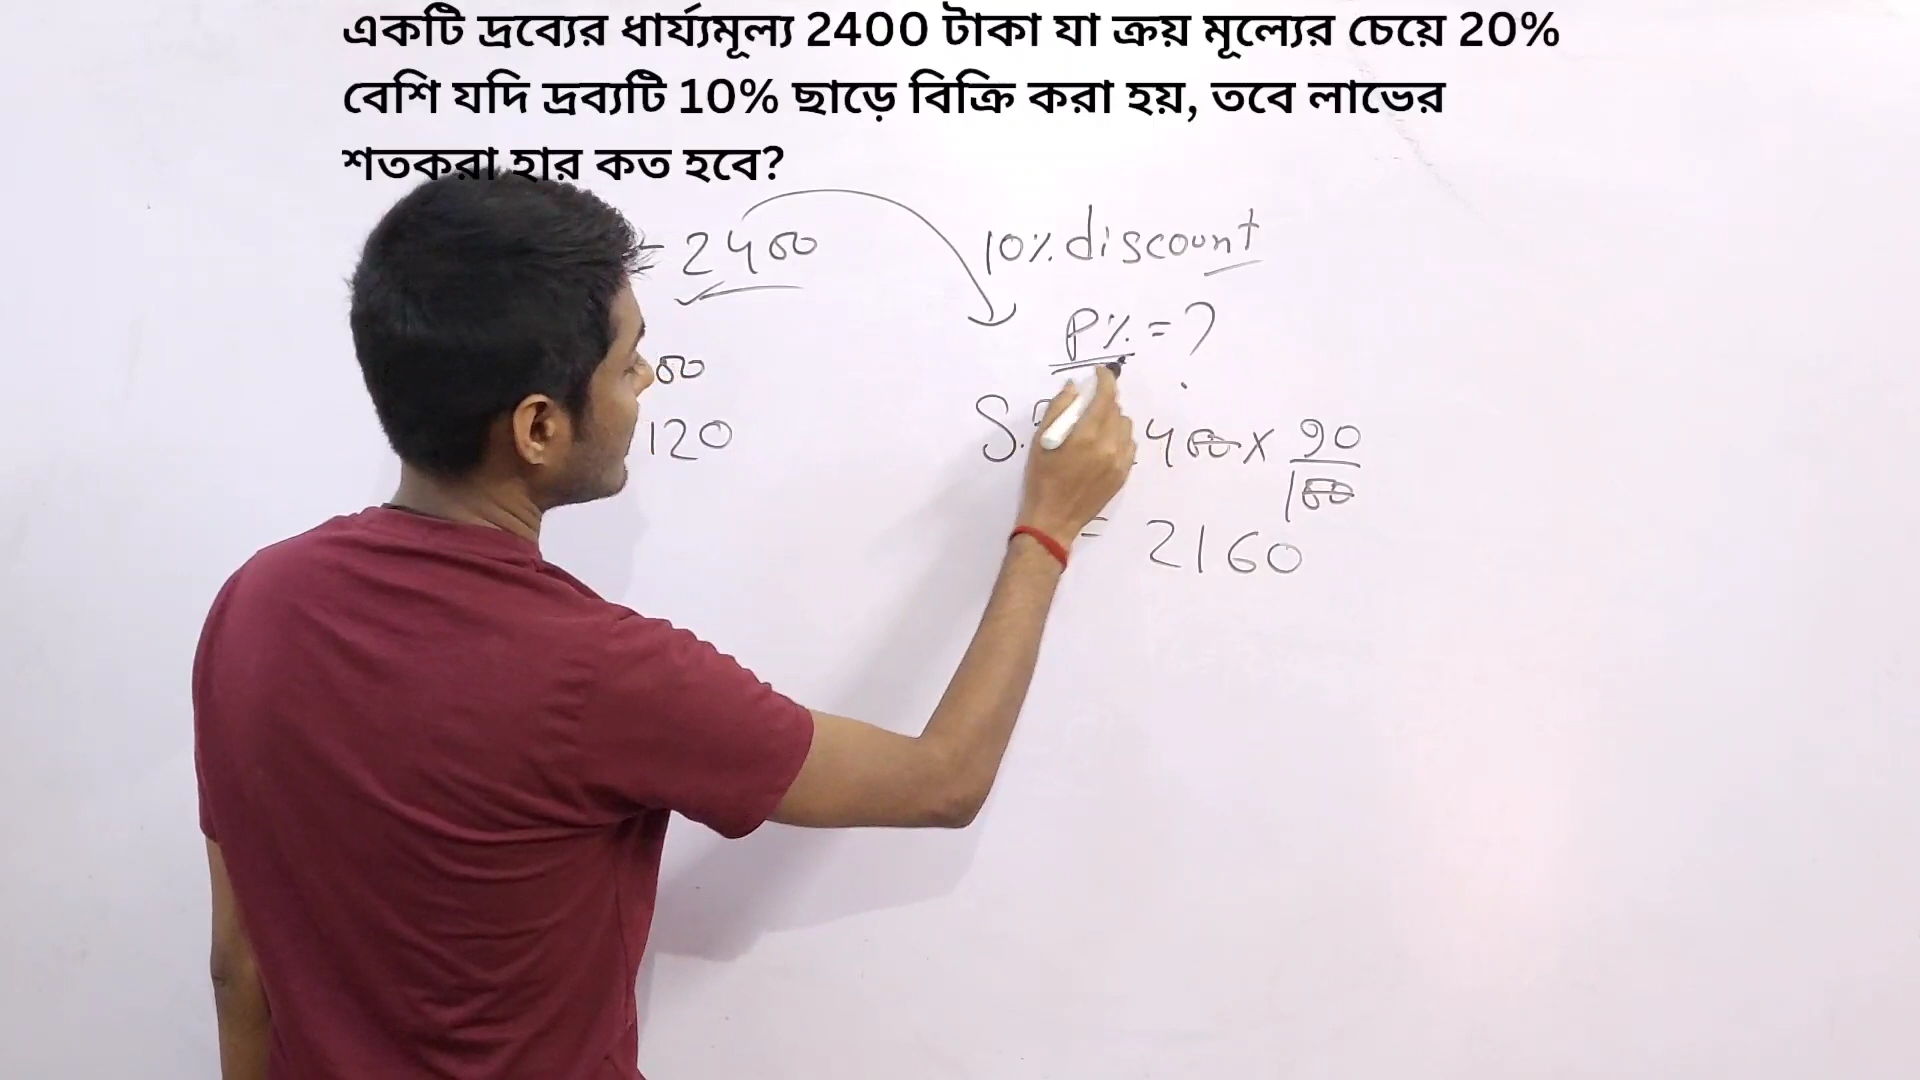 একটি দ্রব্যের ধার্য্যমূল্য 2400 টাকা যা ক্রয় মূল্যের চেয়ে 20%
বেশি যদি দ্রব্যটি 10% ছাড়ে বিক্রি করা হয়, তবে লাভের
শতকরা হার কত হবে?
= 2400
120
10% discount
P% = ?
S. 400 × 90/100
= 2160